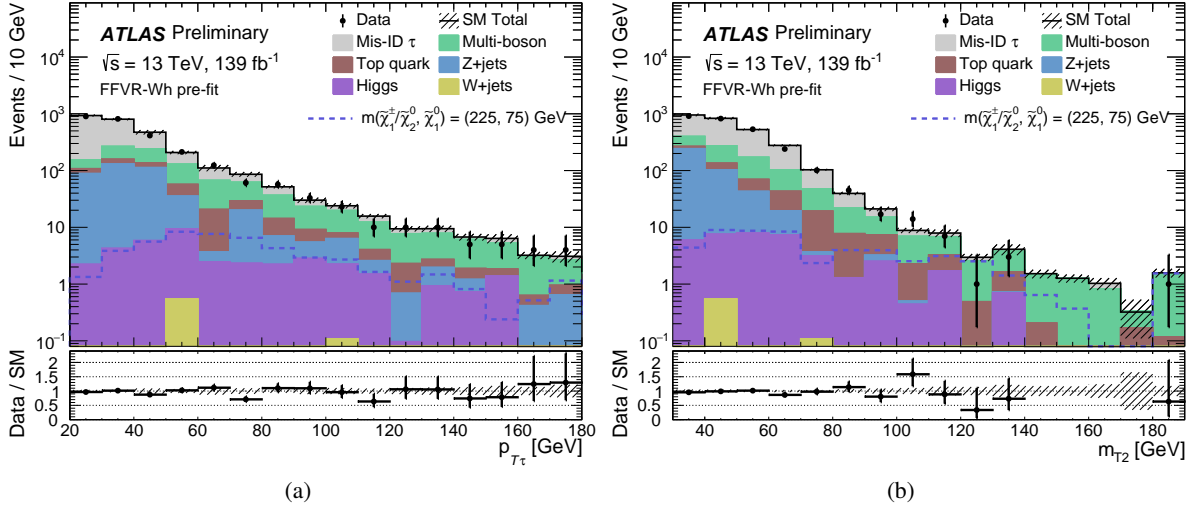 Events / 10 GeV
10⁴
10³
10²
10
1
10⁻¹
ATLAS Preliminary
√s = 13 TeV, 139 fb⁻¹
FFVR-Wh pre-fit
Data
SM Total
Mis-ID τ
Multi-boson
Top quark
Z+jets
Higgs
W+jets
m(χ̃₁±/χ̃₂⁰, χ̃₁⁰) = (225, 75) GeV
Data / SM
2
1.5
1
0.5
0
20 40 60 80 100 120 140 160 180
p_Tτ [GeV]
(a)
Events / 10 GeV
10⁴
10³
10²
10
1
10⁻¹
ATLAS Preliminary
√s = 13 TeV, 139 fb⁻¹
FFVR-Wh pre-fit
Data
SM Total
Mis-ID τ
Multi-boson
Top quark
Z+jets
Higgs
W+jets
m(χ̃₁±/χ̃₂⁰, χ̃₁⁰) = (225, 75) GeV
Data / SM
2
1.5
1
0.5
0
40 60 80 100 120 140 160 180
m_T2 [GeV]
(b)